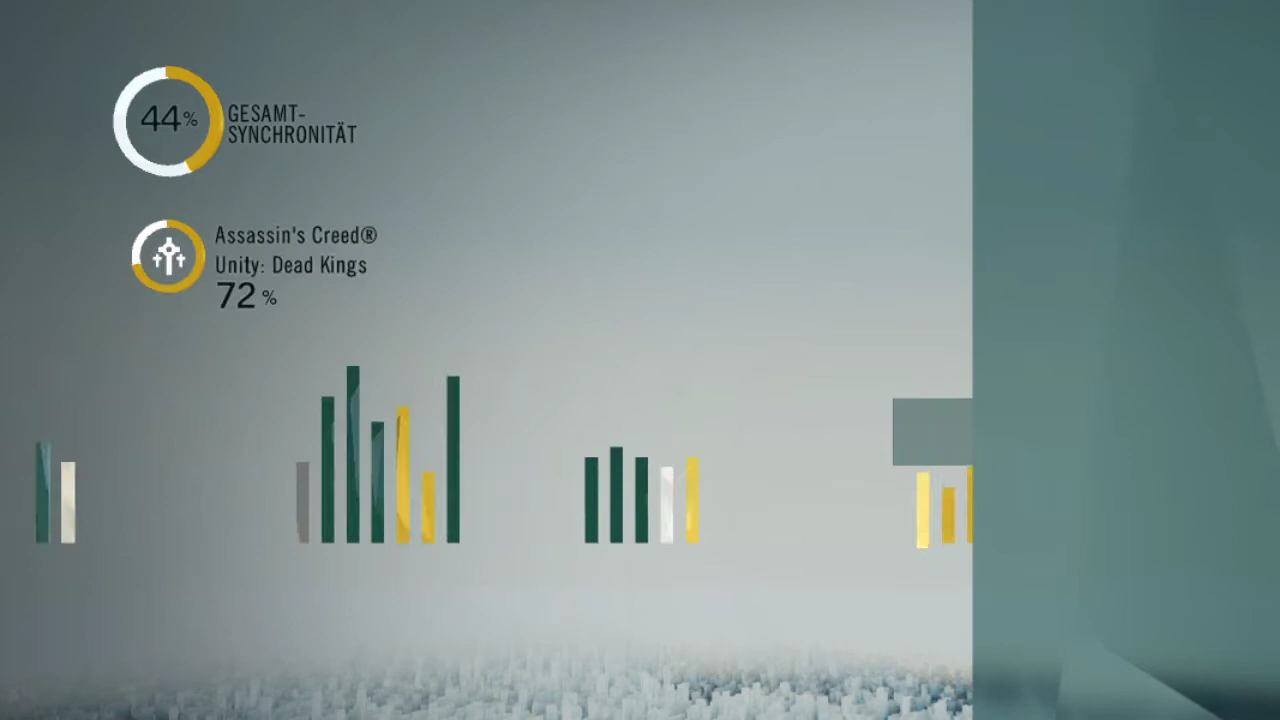 44%
GESAMT-
SYNCHRONITÄT
Assassin's Creed®
Unity: Dead Kings
72 %